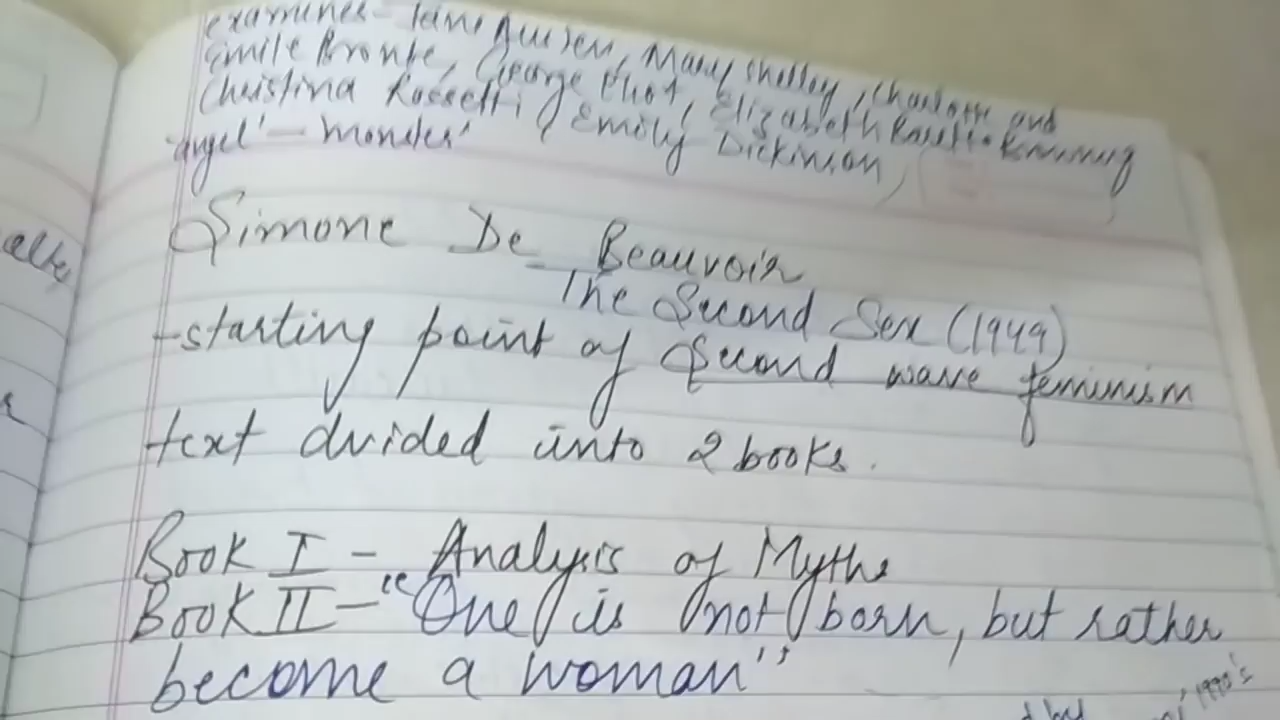 examines - Jane Austen, Mary Shelley, Charlotte and
Emile Bronte, George Eliot, Elizabeth Barett Browning
Christina Rossetti, Emily Dickinson,
'angel' - monster'
Simone De Beauvoir
The Second Sex (1949)
-starting point of Second wave feminism
text divided into 2 books.
Book I - Analysis of Myths
Book II - "One is not born, but rather
become a woman"
1990's